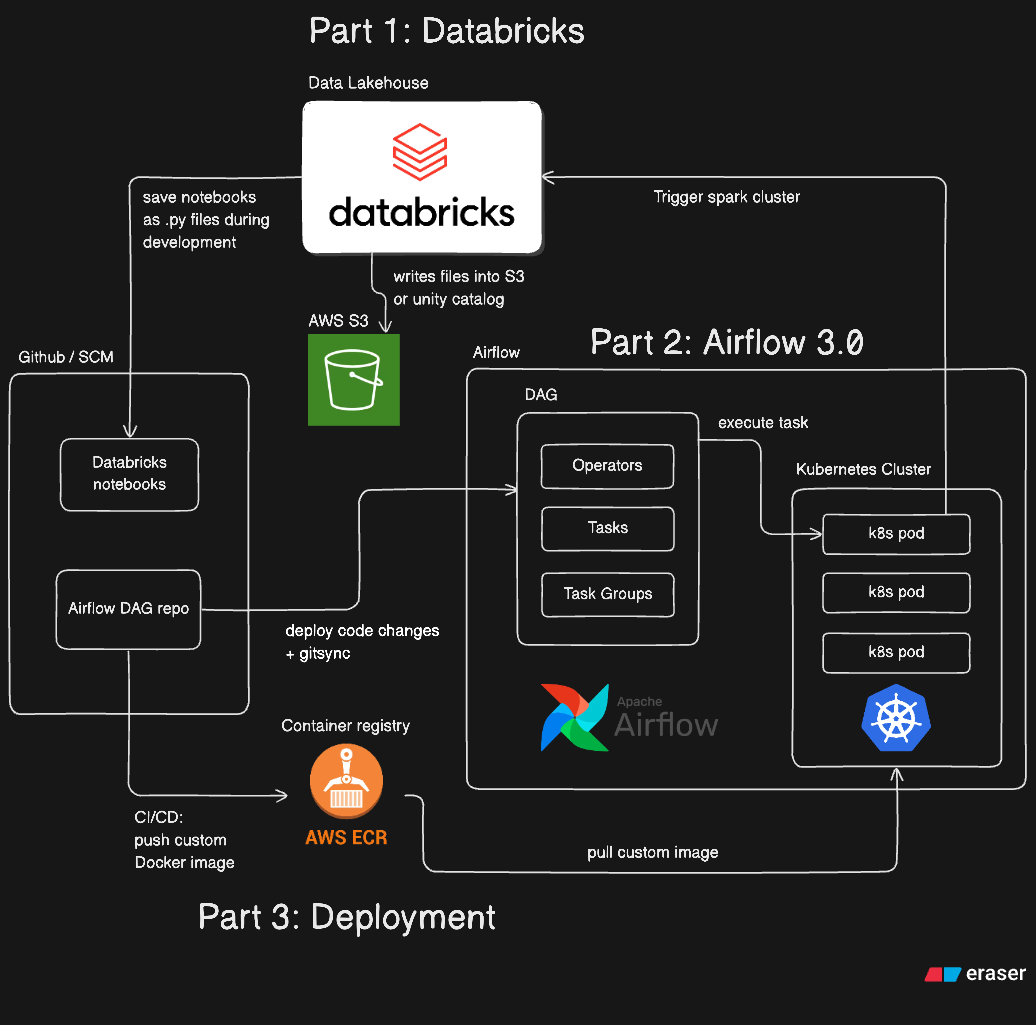 Part 1: Databricks
Data Lakehouse
databricks
save notebooks
as .py files during
development
Trigger spark cluster
writes files into S3
or unity catalog
AWS S3
Part 2: Airflow 3.0
Github / SCM
Airflow
DAG
execute task
Databricks
notebooks
Operators
Kubernetes Cluster
Tasks
k8s pod
Task Groups
k8s pod
Airflow DAG repo
k8s pod
deploy code changes
+ gitsync
Apache
Airflow
Container registry
AWS ECR
CI/CD:
push custom
Docker image
pull custom image
Part 3: Deployment
eraser